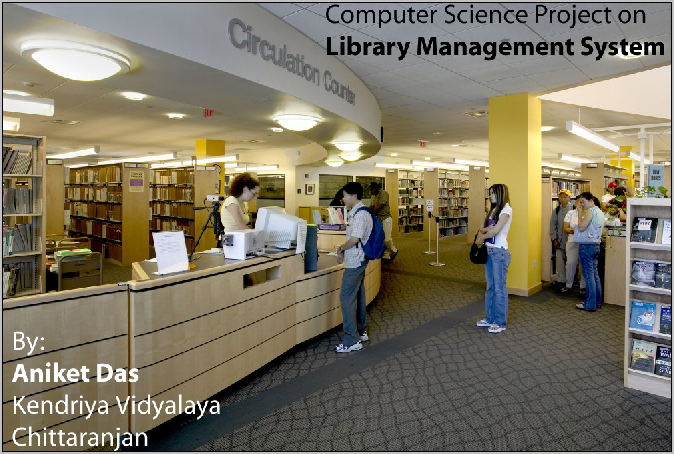 Computer Science Project on
Library Management System
Circulation Counter
By:
Aniket Das
Kendriya Vidyalaya
Chittaranjan